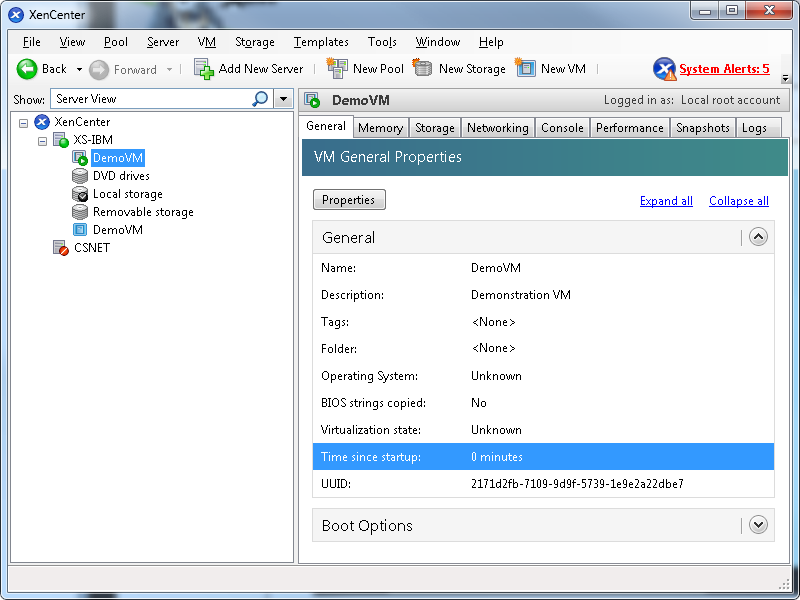 XenCenter
File View Pool Server VM Storage Templates Tools Window Help
Back Forward Add New Server New Pool New Storage New VM System Alerts: 5
Show: Server View
XenCenter
XS-IBM
DemoVM
DVD drives
Local storage
Removable storage
DemoVM
CSNET
DemoVM Logged in as: Local root account
General Memory Storage Networking Console Performance Snapshots Logs
VM General Properties
Properties Expand all Collapse all
General
Name: DemoVM
Description: Demonstration VM
Tags: <None>
Folder: <None>
Operating System: Unknown
BIOS strings copied: No
Virtualization state: Unknown
Time since startup: 0 minutes
UUID: 2171d2fb-7109-9d9f-5739-1e9e2a22dbe7
Boot Options